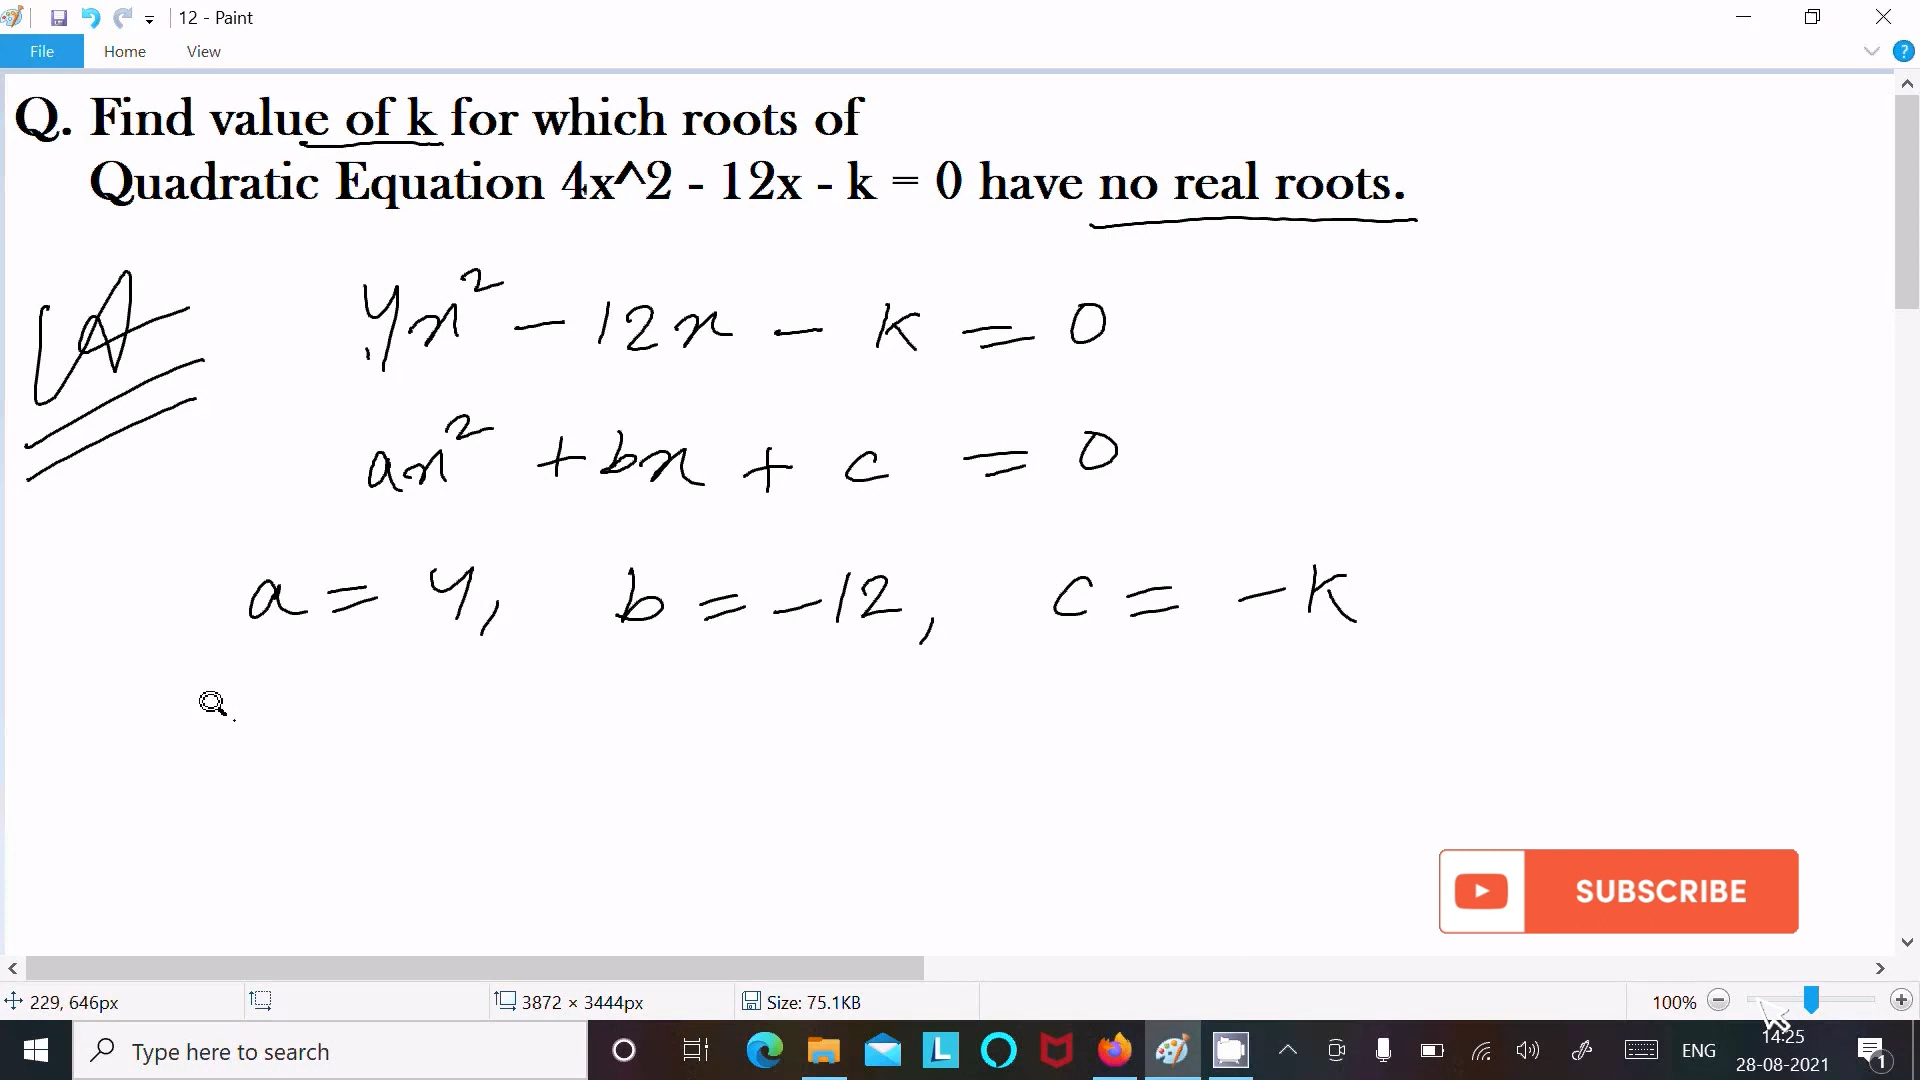 12 - Paint
File Home View
Q. Find value of k for which roots of
Quadratic Equation 4x^2 - 12x - k = 0 have no real roots.
A
4x² - 12x - k = 0
ax² + bx + c = 0
a = 4, b = -12, c = -k
SUBSCRIBE
229, 646px 3872 × 3444px Size: 75.1KB 100%
Type here to search
ENG
14:25
28-08-2021
1